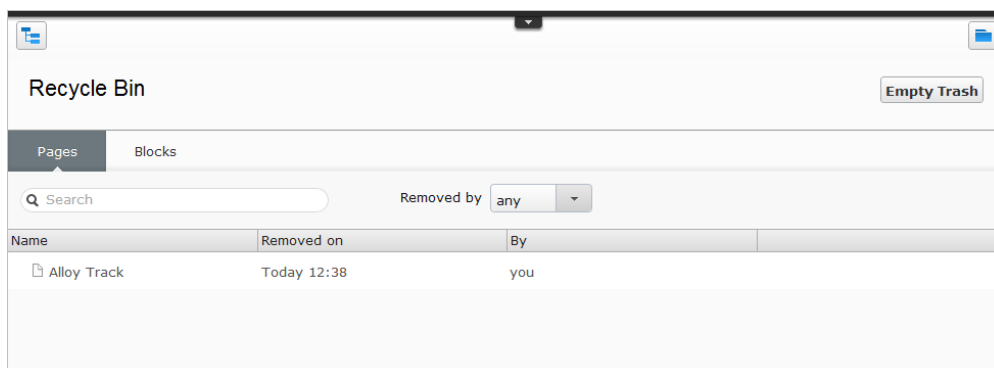 Recycle Bin
Empty Trash
Pages Blocks
Search Removed by any
Name Removed on By
Alloy Track Today 12:38 you